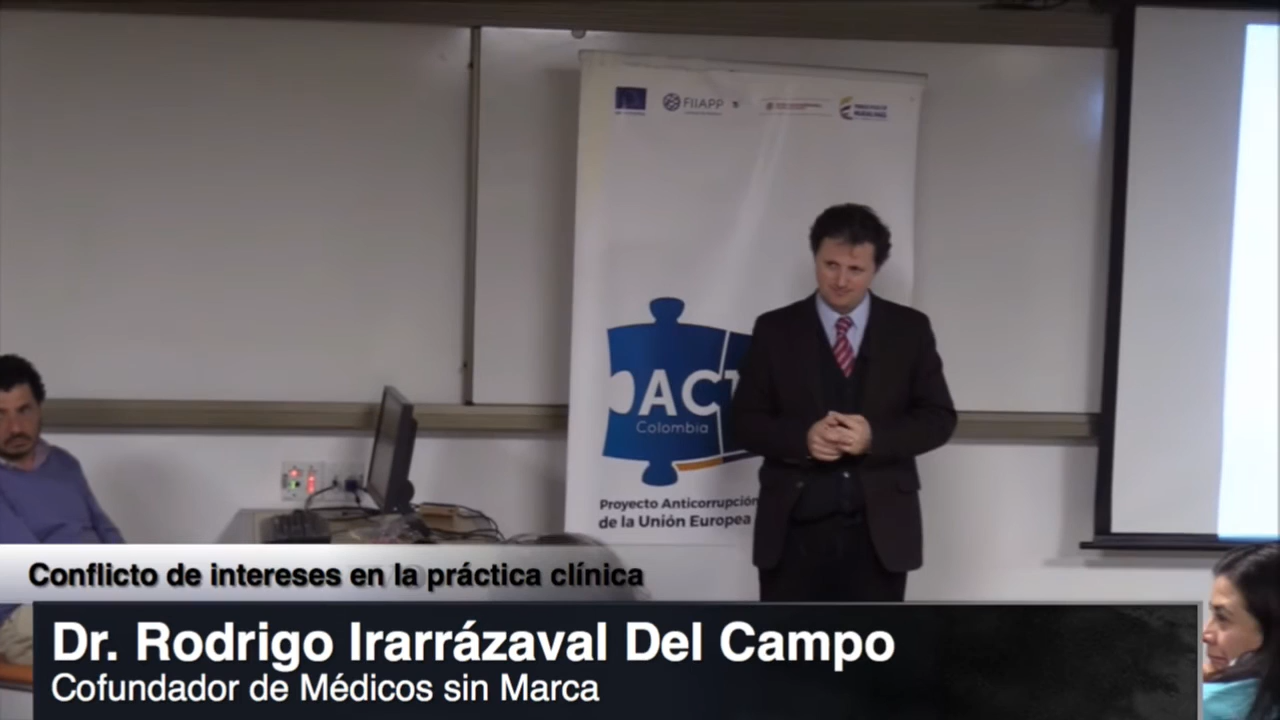 FIIAPP
ACT
Colombia
Proyecto Anticorrupción
de la Unión Europea
Conflicto de intereses en la práctica clínica
Dr. Rodrigo Irarrázaval Del Campo
Cofundador de Médicos sin Marca